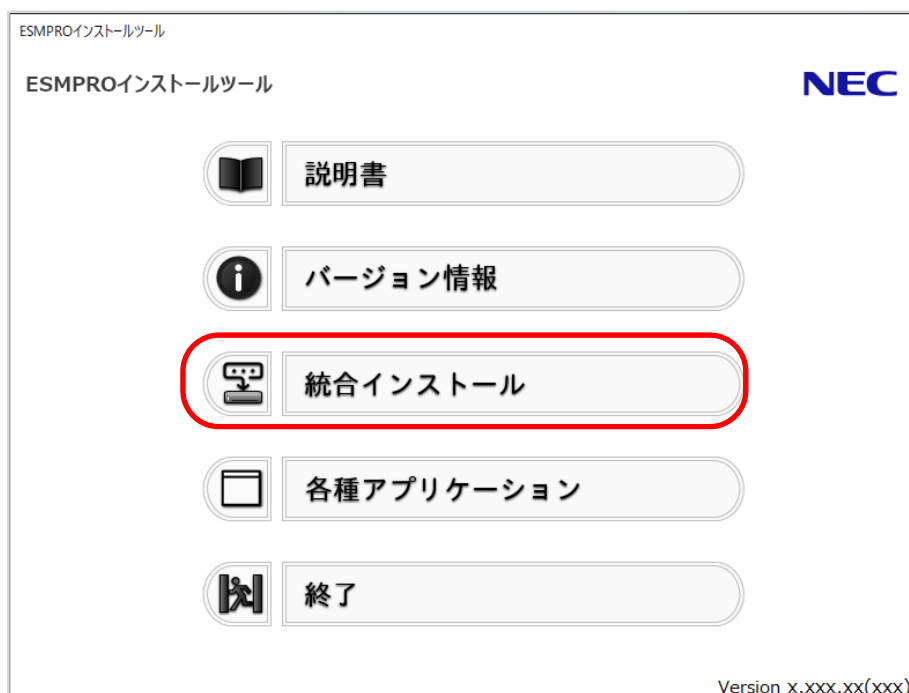 ESMPROインストールツール
ESMPROインストールツール
NEC
説明書
バージョン情報
統合インストール
各種アプリケーション
終了
Version x.xxx.xx(xxx)